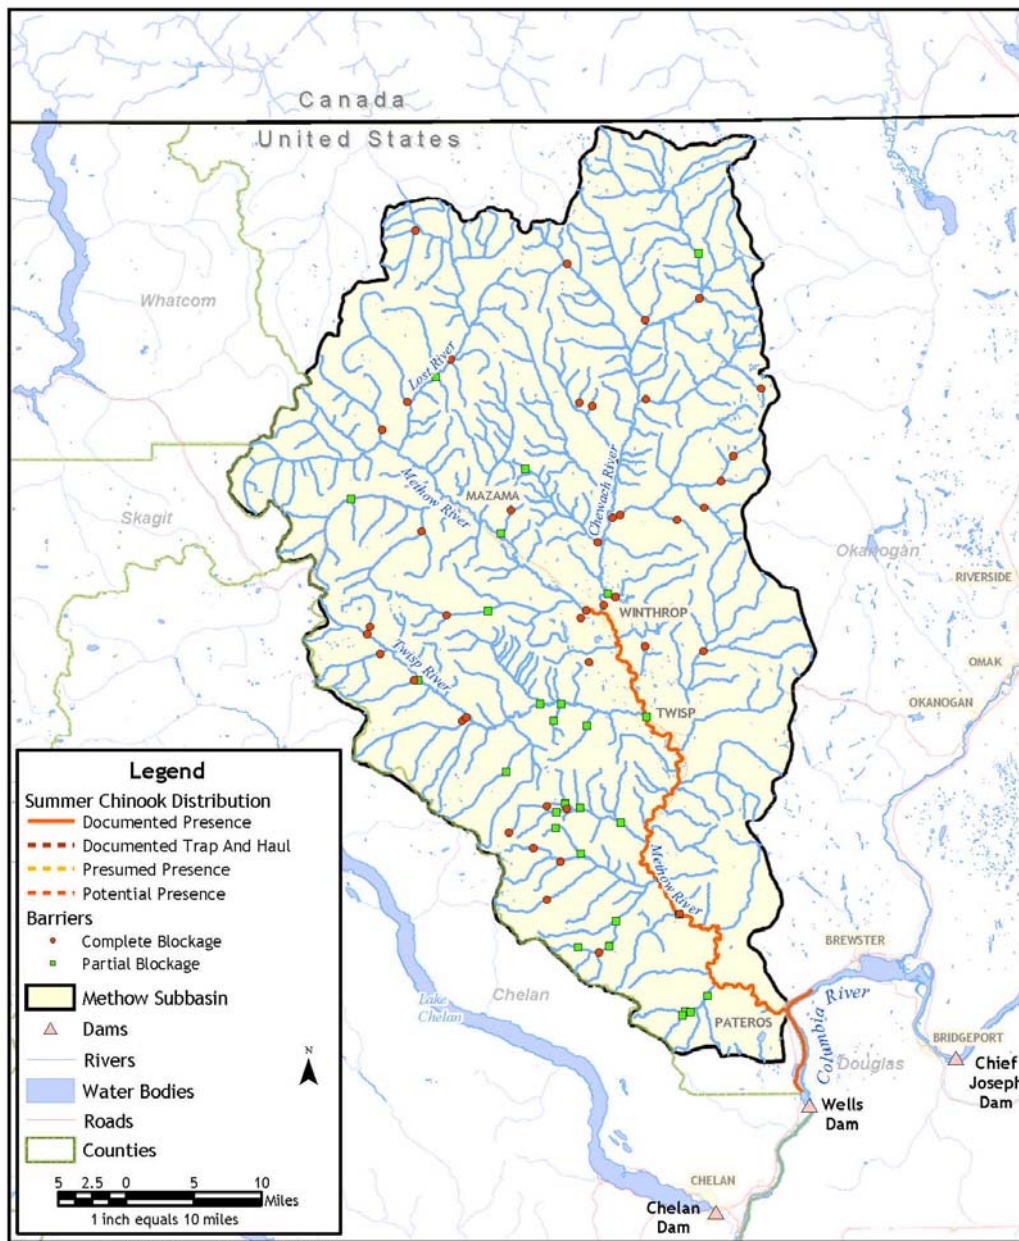 Canada
United States
Whatcom
Lost River
Methow River
MAZAMA
Chewach River
Skagit
Okanogan
RIVERSIDE
WINTHROP
OMAK
Twisp River
OKANOGAN
TWISP
Methow River
BREWSTER
Lake
Chelan
Chelan
PATEROS
Columbia River
BRIDGEPORT
Douglas
Chief
Joseph
Dam
Wells
Dam
CHELAN
Chelan
Dam
Legend
Summer Chinook Distribution
Documented Presence
Documented Trap And Haul
Presumed Presence
Potential Presence
Barriers
Complete Blockage
Partial Blockage
Methow Subbasin
Dams
N
Rivers
Water Bodies
Roads
Counties
5 2.5 0 5 10
Miles
1 inch equals 10 miles